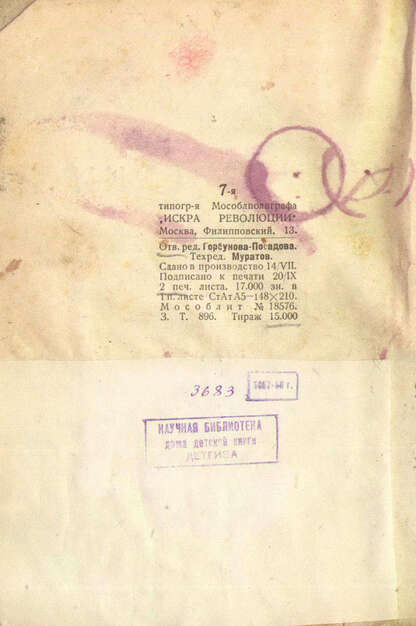 7-я
типогр-я Мособлполиграфа
„ИСКРА РЕВОЛЮЦИИ"
Москва, Филипповский, 13.
Отв. ред. Горбунова-Посадова.
Техред. Муратов.
Сдано в производство 14/VII.
Подписано к печати 20/IX
2 печ. листа. 17.000 зн. в
1 п. листе СтАтА5—148×210.
Мособлит № 18576.
З. Т. 896. Тираж 15.000
3683
НАУЧНАЯ БИБЛИОТЕКА
дома детской книги
ДЕТГИЗА